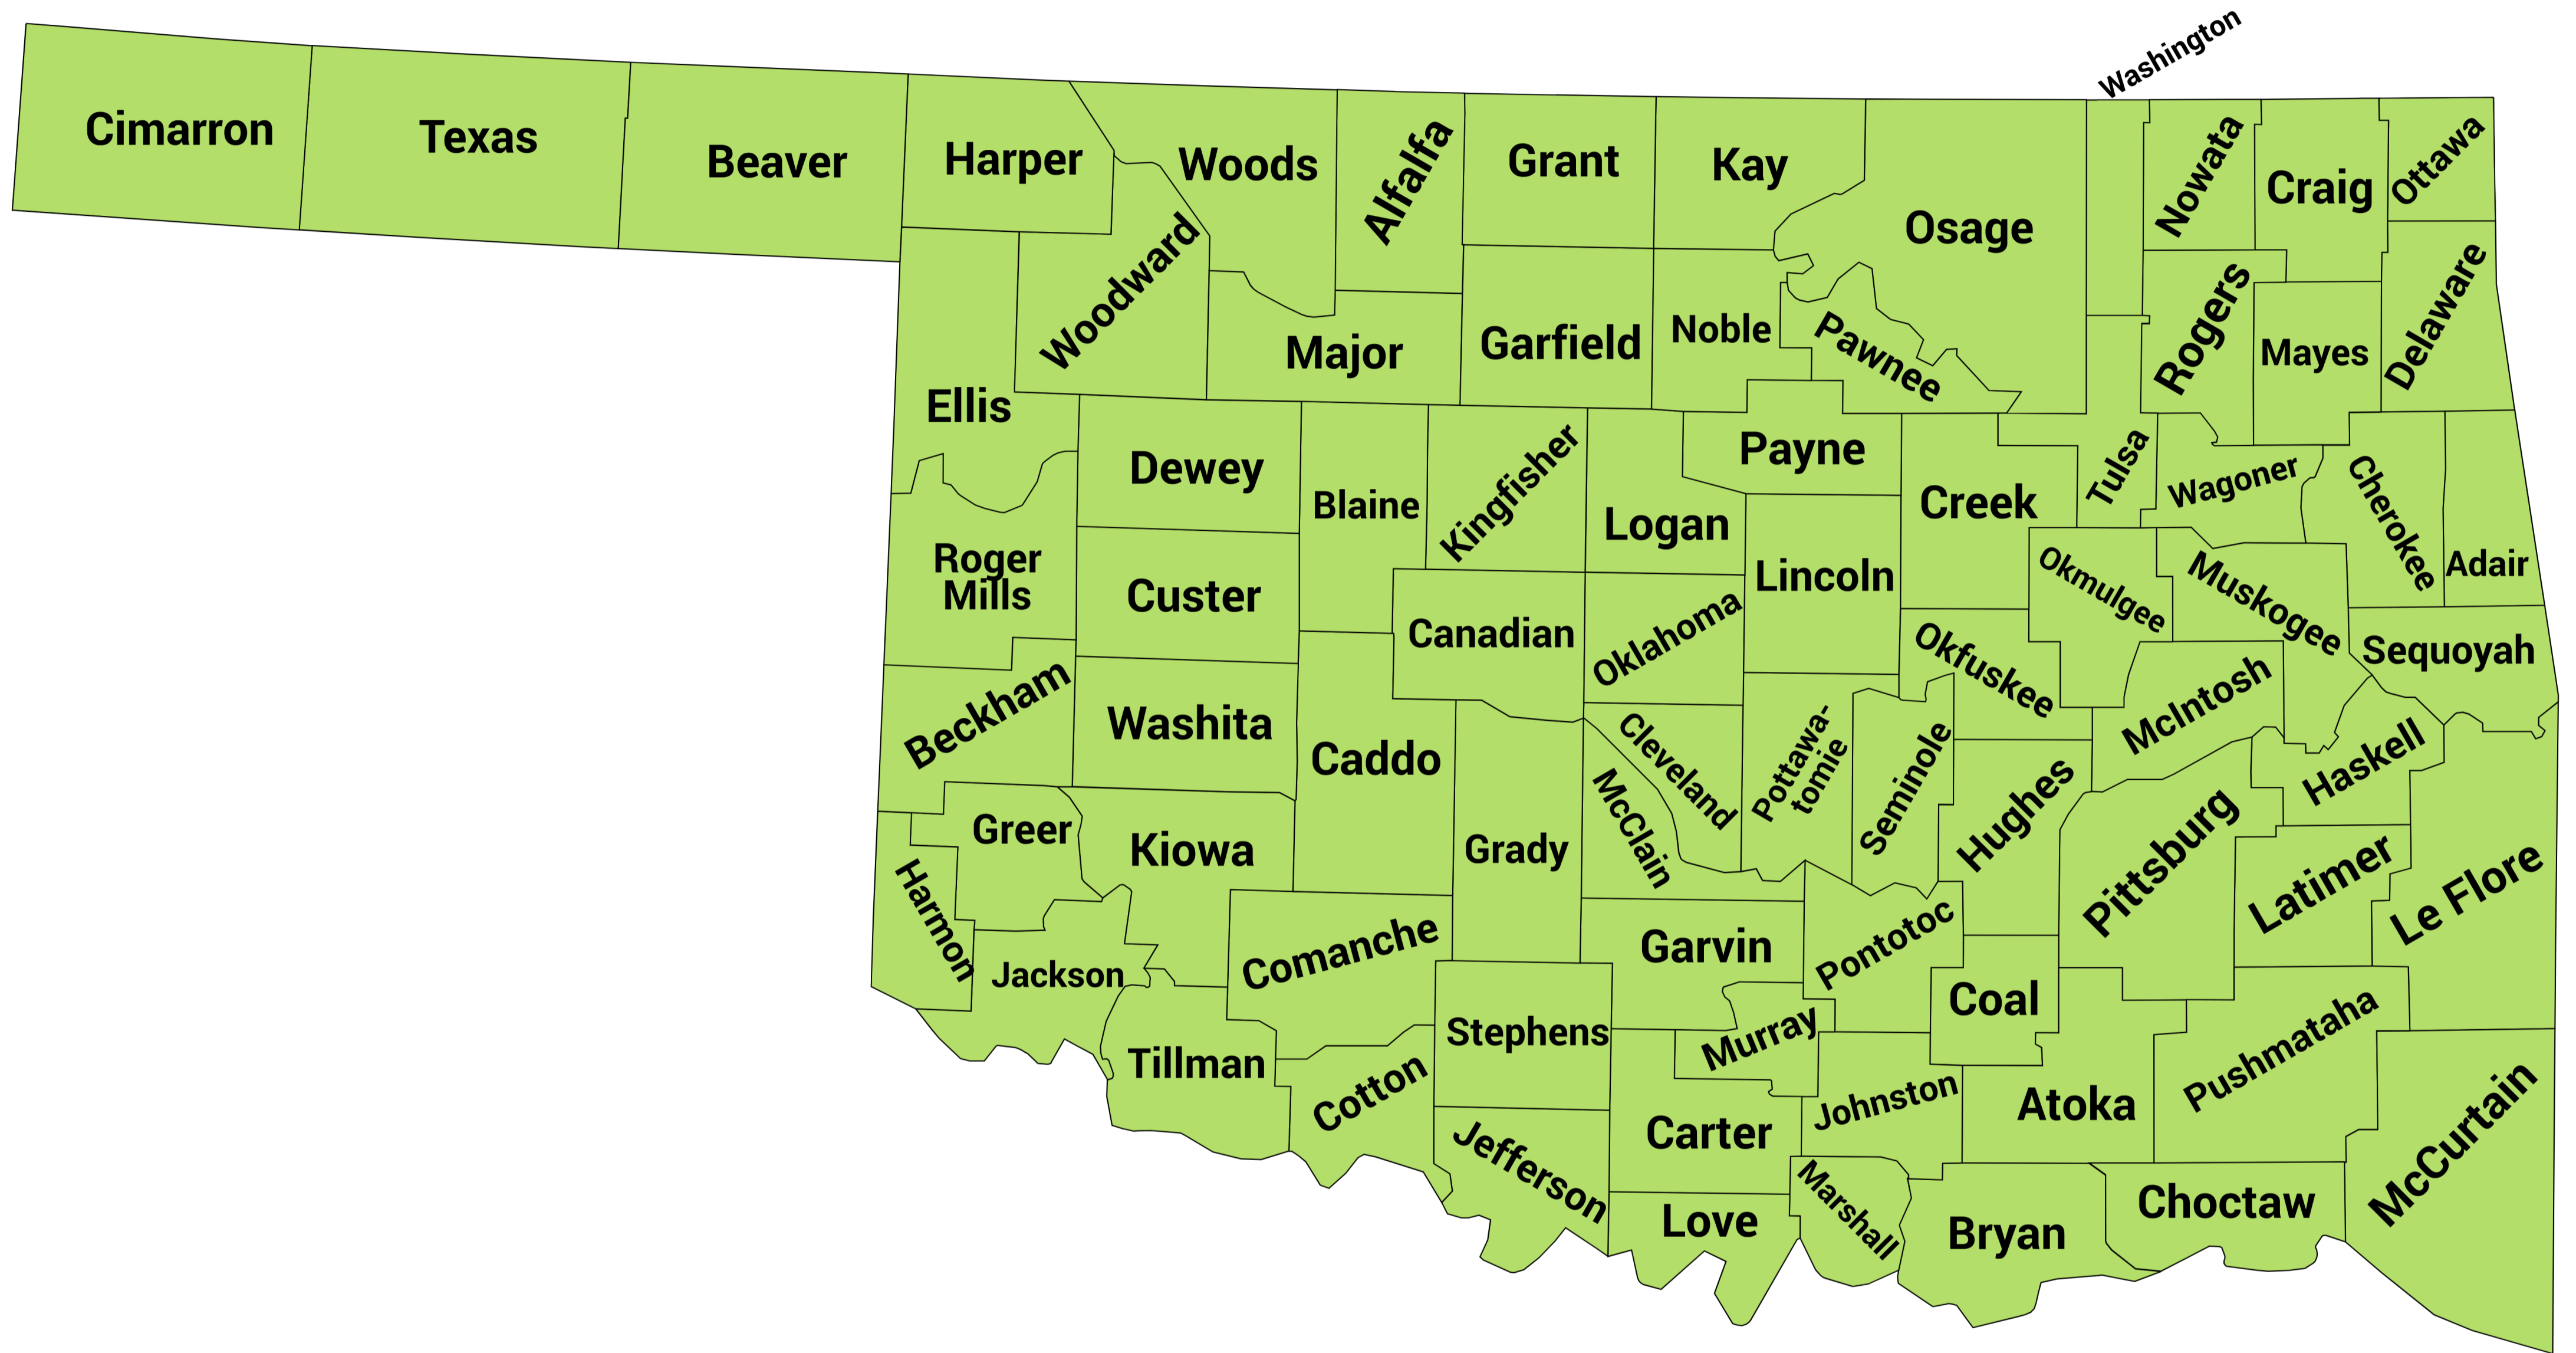 Washington
Cimarron
Texas
Beaver
Harper
Woods
Alfalfa
Grant
Kay
Osage
Nowata
Craig
Ottawa
Woodward
Major
Garfield
Noble
Pawnee
Rogers
Mayes
Delaware
Ellis
Dewey
Blaine
Kingfisher
Logan
Payne
Creek
Tulsa
Wagoner
Cherokee
Adair
Roger
Mills
Custer
Canadian
Oklahoma
Lincoln
Okmulgee
Muskogee
Sequoyah
Okfuskee
McIntosh
Beckham
Washita
Caddo
Grady
McClain
Cleveland
Pottawa-
tomie
Seminole
Hughes
Pittsburg
Haskell
Latimer
Le Flore
Greer
Kiowa
Harmon
Jackson
Comanche
Garvin
Pontotoc
Coal
Tillman
Cotton
Stephens
Murray
Johnston
Atoka
Pushmataha
McCurtain
Jefferson
Carter
Love
Marshall
Bryan
Choctaw